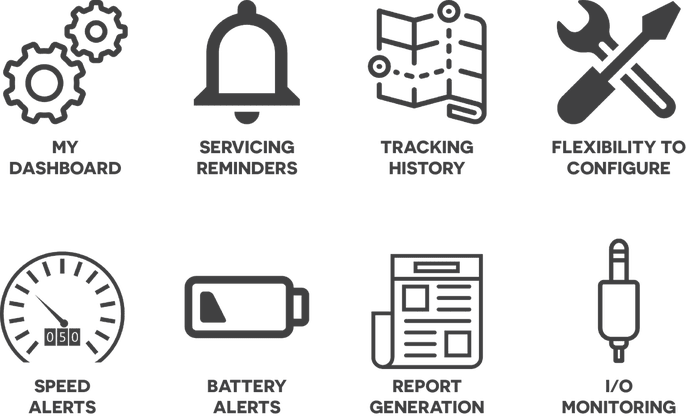 MY
DASHBOARD
SERVICING
REMINDERS
TRACKING
HISTORY
FLEXIBILITY TO
CONFIGURE
050
SPEED
ALERTS
BATTERY
ALERTS
REPORT
GENERATION
I/O
MONITORING